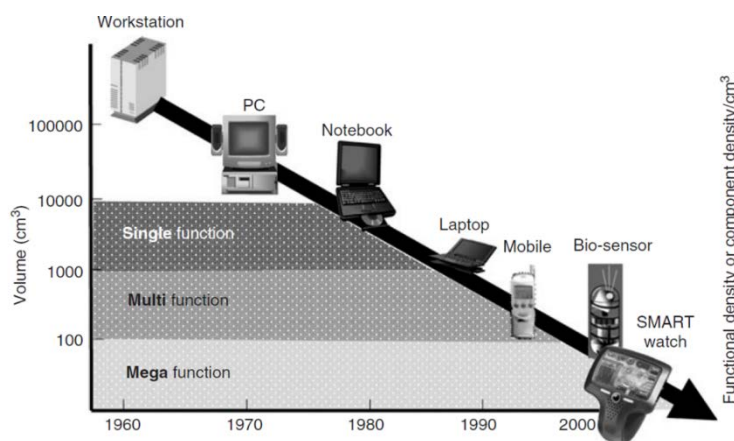 Workstation
PC
Notebook
Laptop
Mobile
Bio-sensor
SMART
watch
Volume (cm³)
100000
10000
1000
100
Single function
Multi function
Mega function
1960
1970
1980
1990
2000
Functional density or component density/cm³